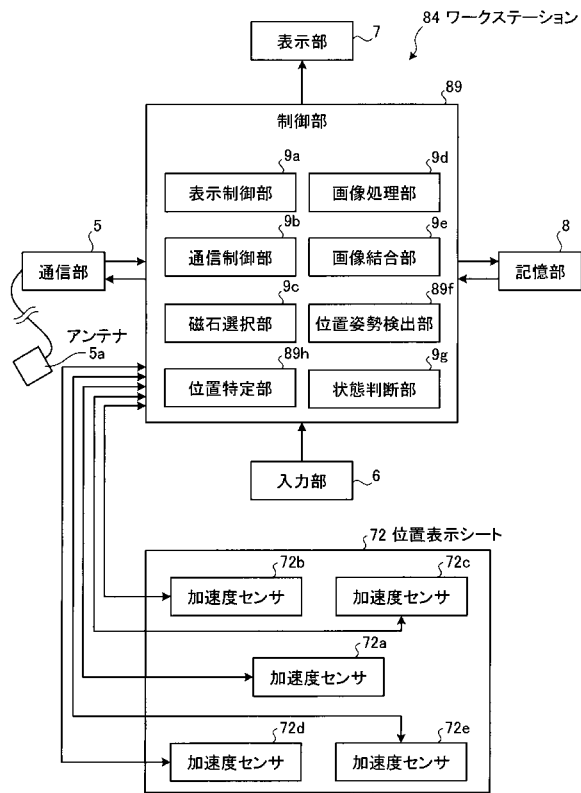 84 ワークステーション
表示部
7
89
制御部
9a
表示制御部
9d
画像処理部
5
通信部
9b
通信制御部
9e
画像結合部
8
記憶部
9c
磁石選択部
89f
位置姿勢検出部
アンテナ
5a
89h
位置特定部
9g
状態判断部
入力部
6
72 位置表示シート
72b
加速度センサ
72c
加速度センサ
72a
加速度センサ
72d
加速度センサ
72e
加速度センサ